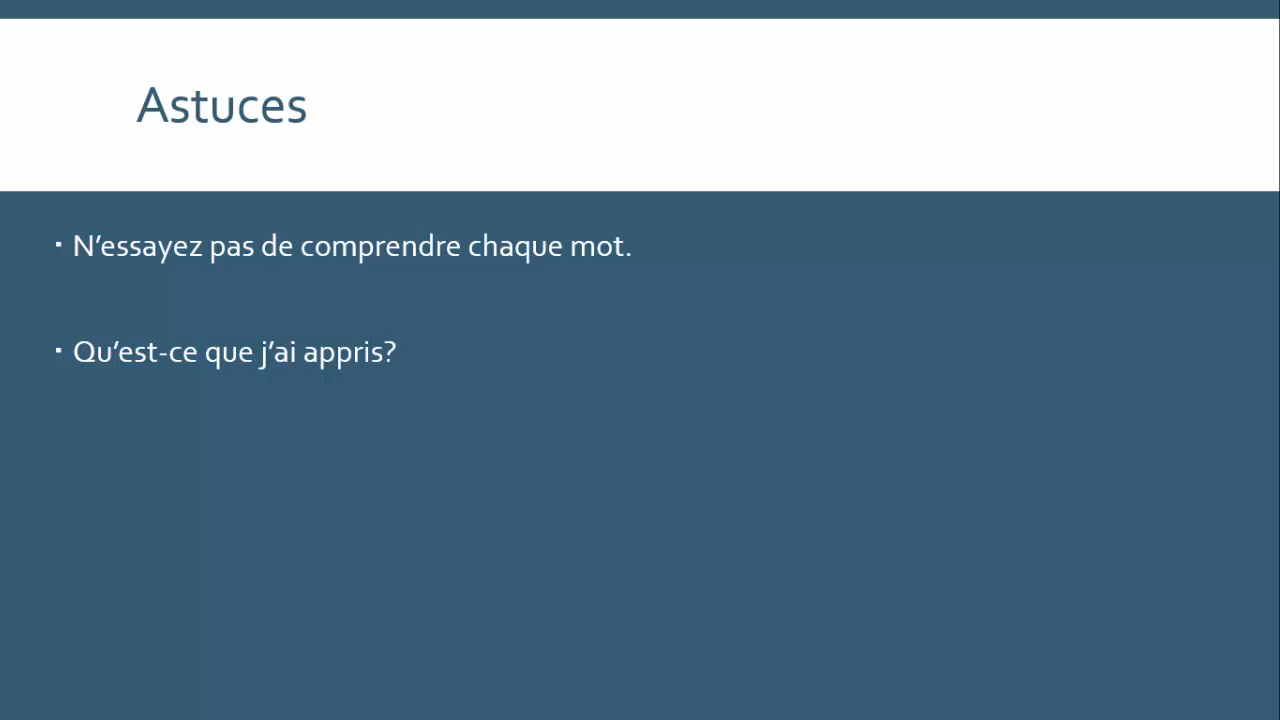 Astuces
▪ N’essayez pas de comprendre chaque mot.
▪ Qu’est-ce que j’ai appris?